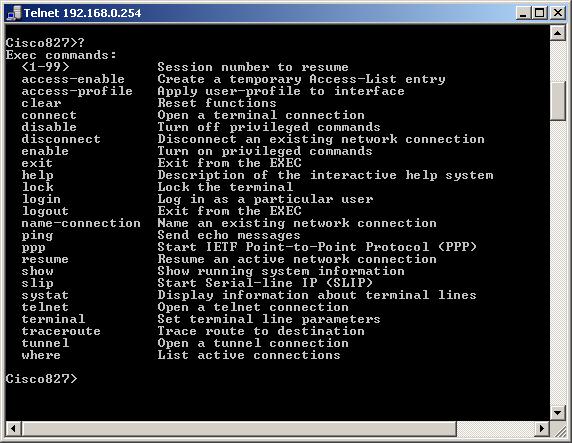 Telnet 192.168.0.254
Cisco827>?
Exec commands:
  <1-99>           Session number to resume
  access-enable    Create a temporary Access-List entry
  access-profile   Apply user-profile to interface
  clear            Reset functions
  connect          Open a terminal connection
  disable          Turn off privileged commands
  disconnect       Disconnect an existing network connection
  enable           Turn on privileged commands
  exit             Exit from the EXEC
  help             Description of the interactive help system
  lock             Lock the terminal
  login            Log in as a particular user
  logout           Exit from the EXEC
  name-connection  Name an existing network connection
  ping             Send echo messages
  ppp              Start IETF Point-to-Point Protocol (PPP)
  resume           Resume an active network connection
  show             Show running system information
  slip             Start Serial-line IP (SLIP)
  systat           Display information about terminal lines
  telnet           Open a telnet connection
  terminal         Set terminal line parameters
  traceroute       Trace route to destination
  tunnel           Open a tunnel connection
  where            List active connections
Cisco827>